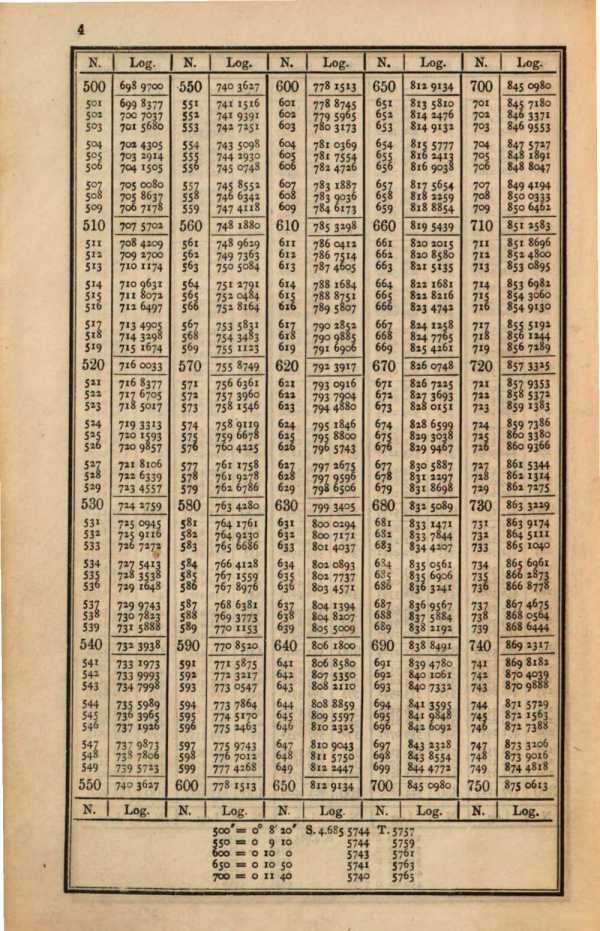 4
N. Log. N. Log. N. Log. N. Log. N. Log.
500 698 9700 550 740 3627 600 778 1513 650 812 9134 700 845 0980
501 699 8377 551 741 1516 601 778 8745 651 813 5810 701 845 7180
502 700 7037 552 741 9391 602 779 5965 652 814 2476 702 846 3371
503 701 5680 553 742 7251 603 780 3173 653 814 9132 703 846 9553
504 702 4305 554 743 5098 604 781 0369 654 815 5777 704 847 5727
505 703 2914 555 744 2930 605 781 7554 655 816 2413 705 848 1891
506 704 1505 556 745 0748 606 782 4726 656 816 9038 706 848 8047
507 705 0080 557 745 8552 607 783 1887 657 817 5654 707 849 4194
508 705 8637 558 746 6342 608 783 9036 658 818 2259 708 850 0333
509 706 7178 559 747 4118 609 784 6173 659 818 8854 709 850 6462
510 707 5702 560 748 1880 610 785 3298 660 819 5439 710 851 2583
511 708 4209 561 748 9629 611 786 0412 661 820 2015 711 851 8696
512 709 2700 562 749 7363 612 786 7514 662 820 8580 712 852 4800
513 710 1174 563 750 5084 613 787 4605 663 821 5135 713 853 0895
514 710 9631 564 751 2791 614 788 1684 664 822 1681 714 853 6982
515 711 8072 565 752 0484 615 788 8751 665 822 8216 715 854 3060
516 712 6497 566 752 8164 616 789 5807 666 823 4742 716 854 9130
517 713 4905 567 753 5831 617 790 2852 667 824 1258 717 855 5192
518 714 3298 568 754 3483 618 790 9885 668 824 7765 718 856 1244
519 715 1674 569 755 1123 619 791 6906 669 825 4261 719 856 7289
520 716 0033 570 755 8749 620 792 3917 670 826 0748 720 857 3325
521 716 8377 571 756 6361 621 793 0916 671 826 7225 721 857 9353
522 717 6705 572 757 3960 622 793 7904 672 827 3693 722 858 5372
523 718 5017 573 758 1546 623 794 4880 673 828 0151 723 859 1383
524 719 3313 574 758 9119 624 795 1846 674 828 6599 724 859 7386
525 720 1593 575 759 6678 625 795 8800 675 829 3038 725 860 3380
526 720 9857 576 760 4225 626 796 5743 676 829 9467 726 860 9366
527 721 8106 577 761 1758 627 797 2675 677 830 5887 727 861 5344
528 722 6339 578 761 9278 628 797 9596 678 831 2297 728 862 1314
529 723 4557 579 762 6786 629 798 6506 679 831 8698 729 862 7275
530 724 2759 580 763 4280 630 799 3405 680 832 5089 730 863 3229
531 725 0945 581 764 1761 631 800 0294 681 833 1471 731 863 9174
532 725 9116 582 764 9230 632 800 7171 682 833 7844 732 864 5111
533 726 7272 583 765 6686 633 801 4037 683 834 4207 733 865 1040
534 727 5413 584 766 4128 634 802 0893 684 835 0561 734 865 6961
535 728 3538 585 767 1559 635 802 7737 685 835 6906 735 866 2873
536 729 1648 586 767 8976 636 803 4571 686 836 3241 736 866 8778
537 729 9743 587 768 6381 637 804 1394 687 836 9567 737 867 4675
538 730 7823 588 769 3773 638 804 8207 688 837 5884 738 868 0564
539 731 5888 589 770 1153 639 805 5009 689 838 2192 739 868 6444
540 732 3938 590 770 8520 640 806 1800 690 838 8491 740 869 2317
541 733 1973 591 771 5875 641 806 8580 691 839 4780 741 869 8182
542 733 9993 592 772 3217 642 807 5350 692 840 1061 742 870 4039
543 734 7998 593 773 0547 643 808 2110 693 840 7332 743 870 9888
544 735 5989 594 773 7864 644 808 8859 694 841 3595 744 871 5729
545 736 3965 595 774 5170 645 809 5597 695 841 9848 745 872 1563
546 737 1926 596 775 2463 646 810 2325 696 842 6092 746 872 7388
547 737 9873 597 775 9743 647 810 9043 697 843 2328 747 873 3206
548 738 7806 598 776 7012 648 811 5750 698 843 8554 748 873 9016
549 739 5723 599 777 4268 649 812 2447 699 844 4772 749 874 4818
550 740 3627 600 778 1513 650 812 9134 700 845 0980 750 875 0613
N. Log. N. Log. N. Log. N. Log. N. Log.
500″ = 0° 8′ 20″ S. 4.685 5744 T. 5757
550 = 0 9 10 5744 5759
600 = 0 10 0 5743 5761
650 = 0 10 50 5741 5763
700 = 0 11 40 5740 5765